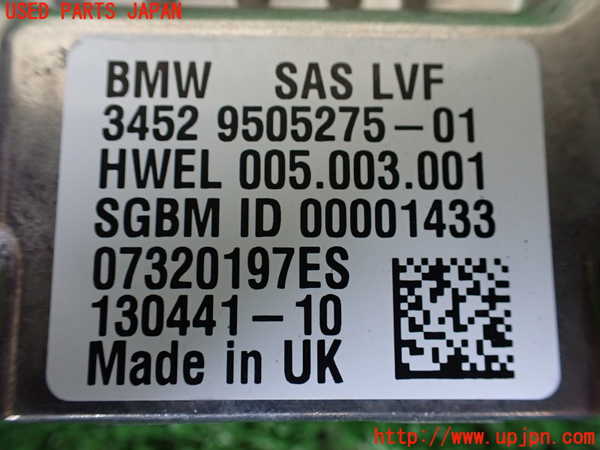 USED PARTS JAPAN
BMW SAS LVF
3452 9505275-01
HWEL 005.003.001
SGBM ID 00001433
07320197ES
130441-10
Made in UK
http://www.upjpn.com/